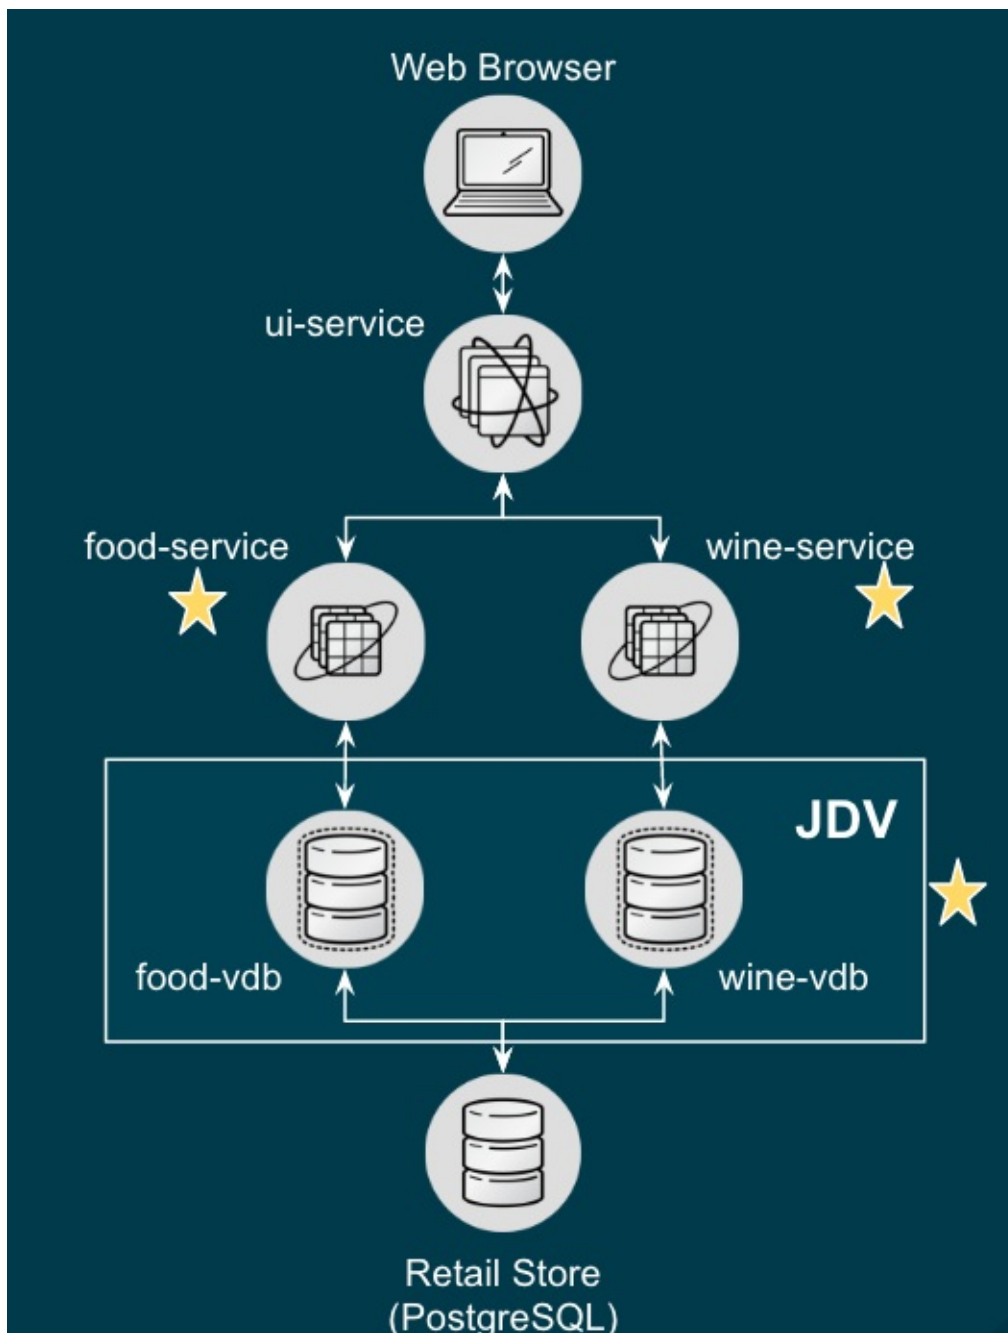 Web Browser
ui-service
food-service
wine-service
JDV
food-vdb
wine-vdb
Retail Store
(PostgreSQL)